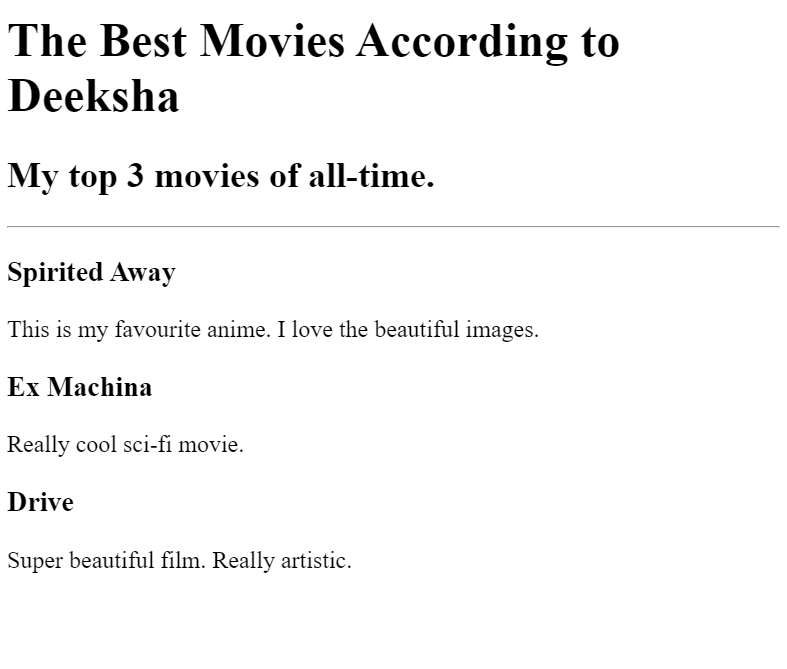 The Best Movies According to
Deeksha
My top 3 movies of all-time.
Spirited Away
This is my favourite anime. I love the beautiful images.
Ex Machina
Really cool sci-fi movie.
Drive
Super beautiful film. Really artistic.